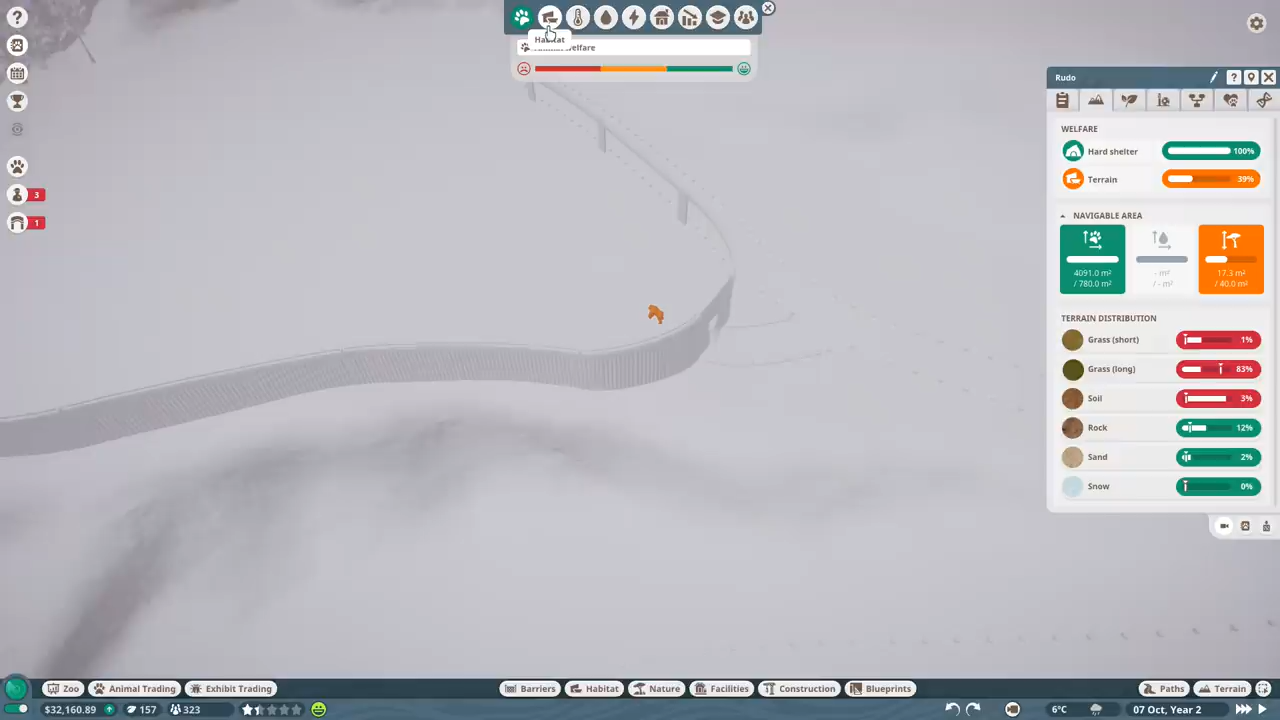 Habitat
Animal Welfare
Rudo
?
WELFARE
Hard shelter 100%
Terrain 39%
NAVIGABLE AREA
4091.0 m² / 780.0 m²
- m² / - m²
17.3 m² / 40.0 m²
TERRAIN DISTRIBUTION
Grass (short) 1%
Grass (long) 83%
Soil 3%
Rock 12%
Sand 2%
Snow 0%
?
3
1
Zoo
Animal Trading
Exhibit Trading
Barriers
Habitat
Nature
Facilities
Construction
Blueprints
Paths
Terrain
$32,160.89
157
323
6°C
07 Oct, Year 2